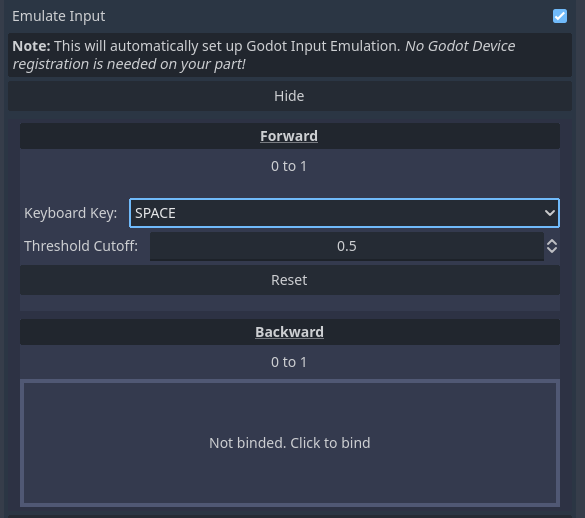 Emulate Input
Note: This will automatically set up Godot Input Emulation. No Godot Device
registration is needed on your part!
Hide
Forward
0 to 1
Keyboard Key: SPACE
Threshold Cutoff: 0.5
Reset
Backward
0 to 1
Not binded. Click to bind